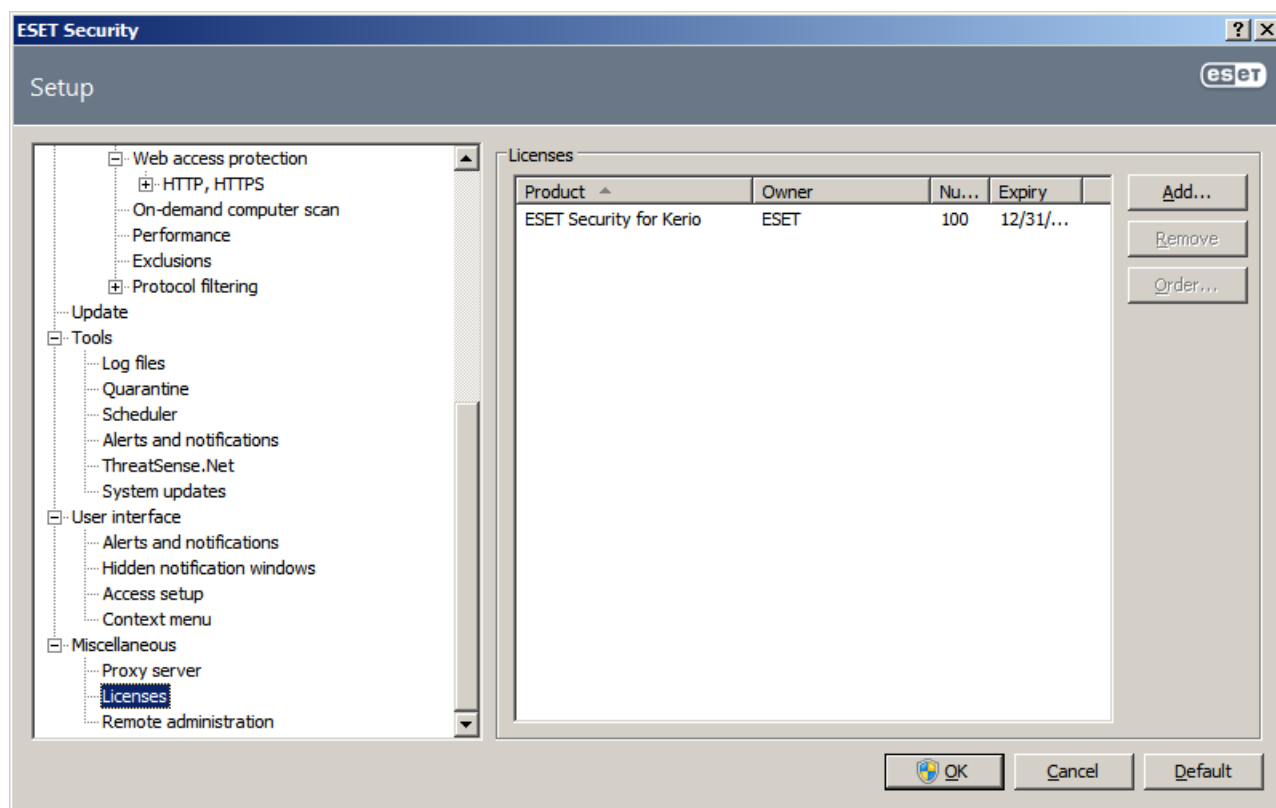 ESET Security
Setup
eseT
Web access protection
HTTP, HTTPS
On-demand computer scan
Performance
Exclusions
Protocol filtering
Update
Tools
Log files
Quarantine
Scheduler
Alerts and notifications
ThreatSense.Net
System updates
User interface
Alerts and notifications
Hidden notification windows
Access setup
Context menu
Miscellaneous
Proxy server
Licenses
Remote administration
Licenses
Product Owner Nu... Expiry
ESET Security for Kerio ESET 100 12/31/...
Add...
Remove
Order...
OK Cancel Default